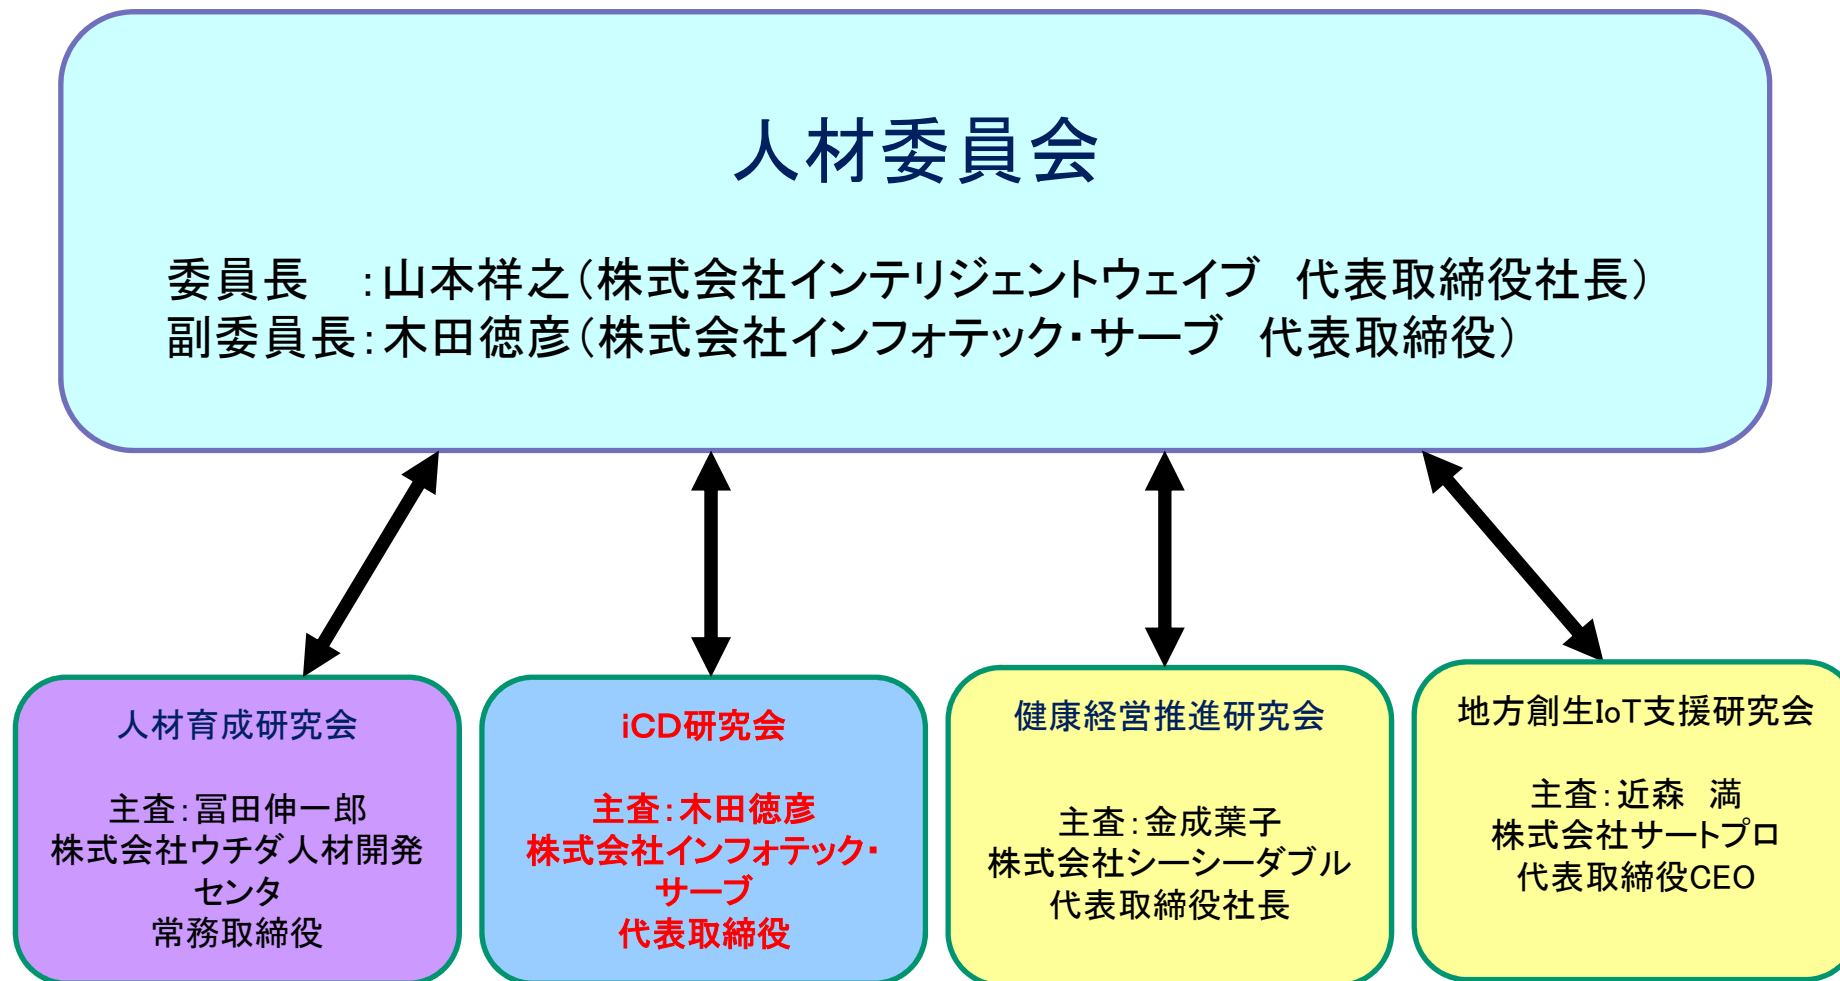 人材委員会
委員長　：山本祥之（株式会社インテリジェントウェイブ　代表取締役社長）
副委員長：木田徳彦（株式会社インフォテック・サーブ　代表取締役）
人材育成研究会
主査：冨田伸一郎
株式会社ウチダ人材開発
センタ
常務取締役
iCD研究会
主査：木田徳彦
株式会社インフォテック・
サーブ
代表取締役
健康経営推進研究会
主査：金成葉子
株式会社シーシーダブル
代表取締役社長
地方創生IoT支援研究会
主査：近森　満
株式会社サートプロ
代表取締役CEO